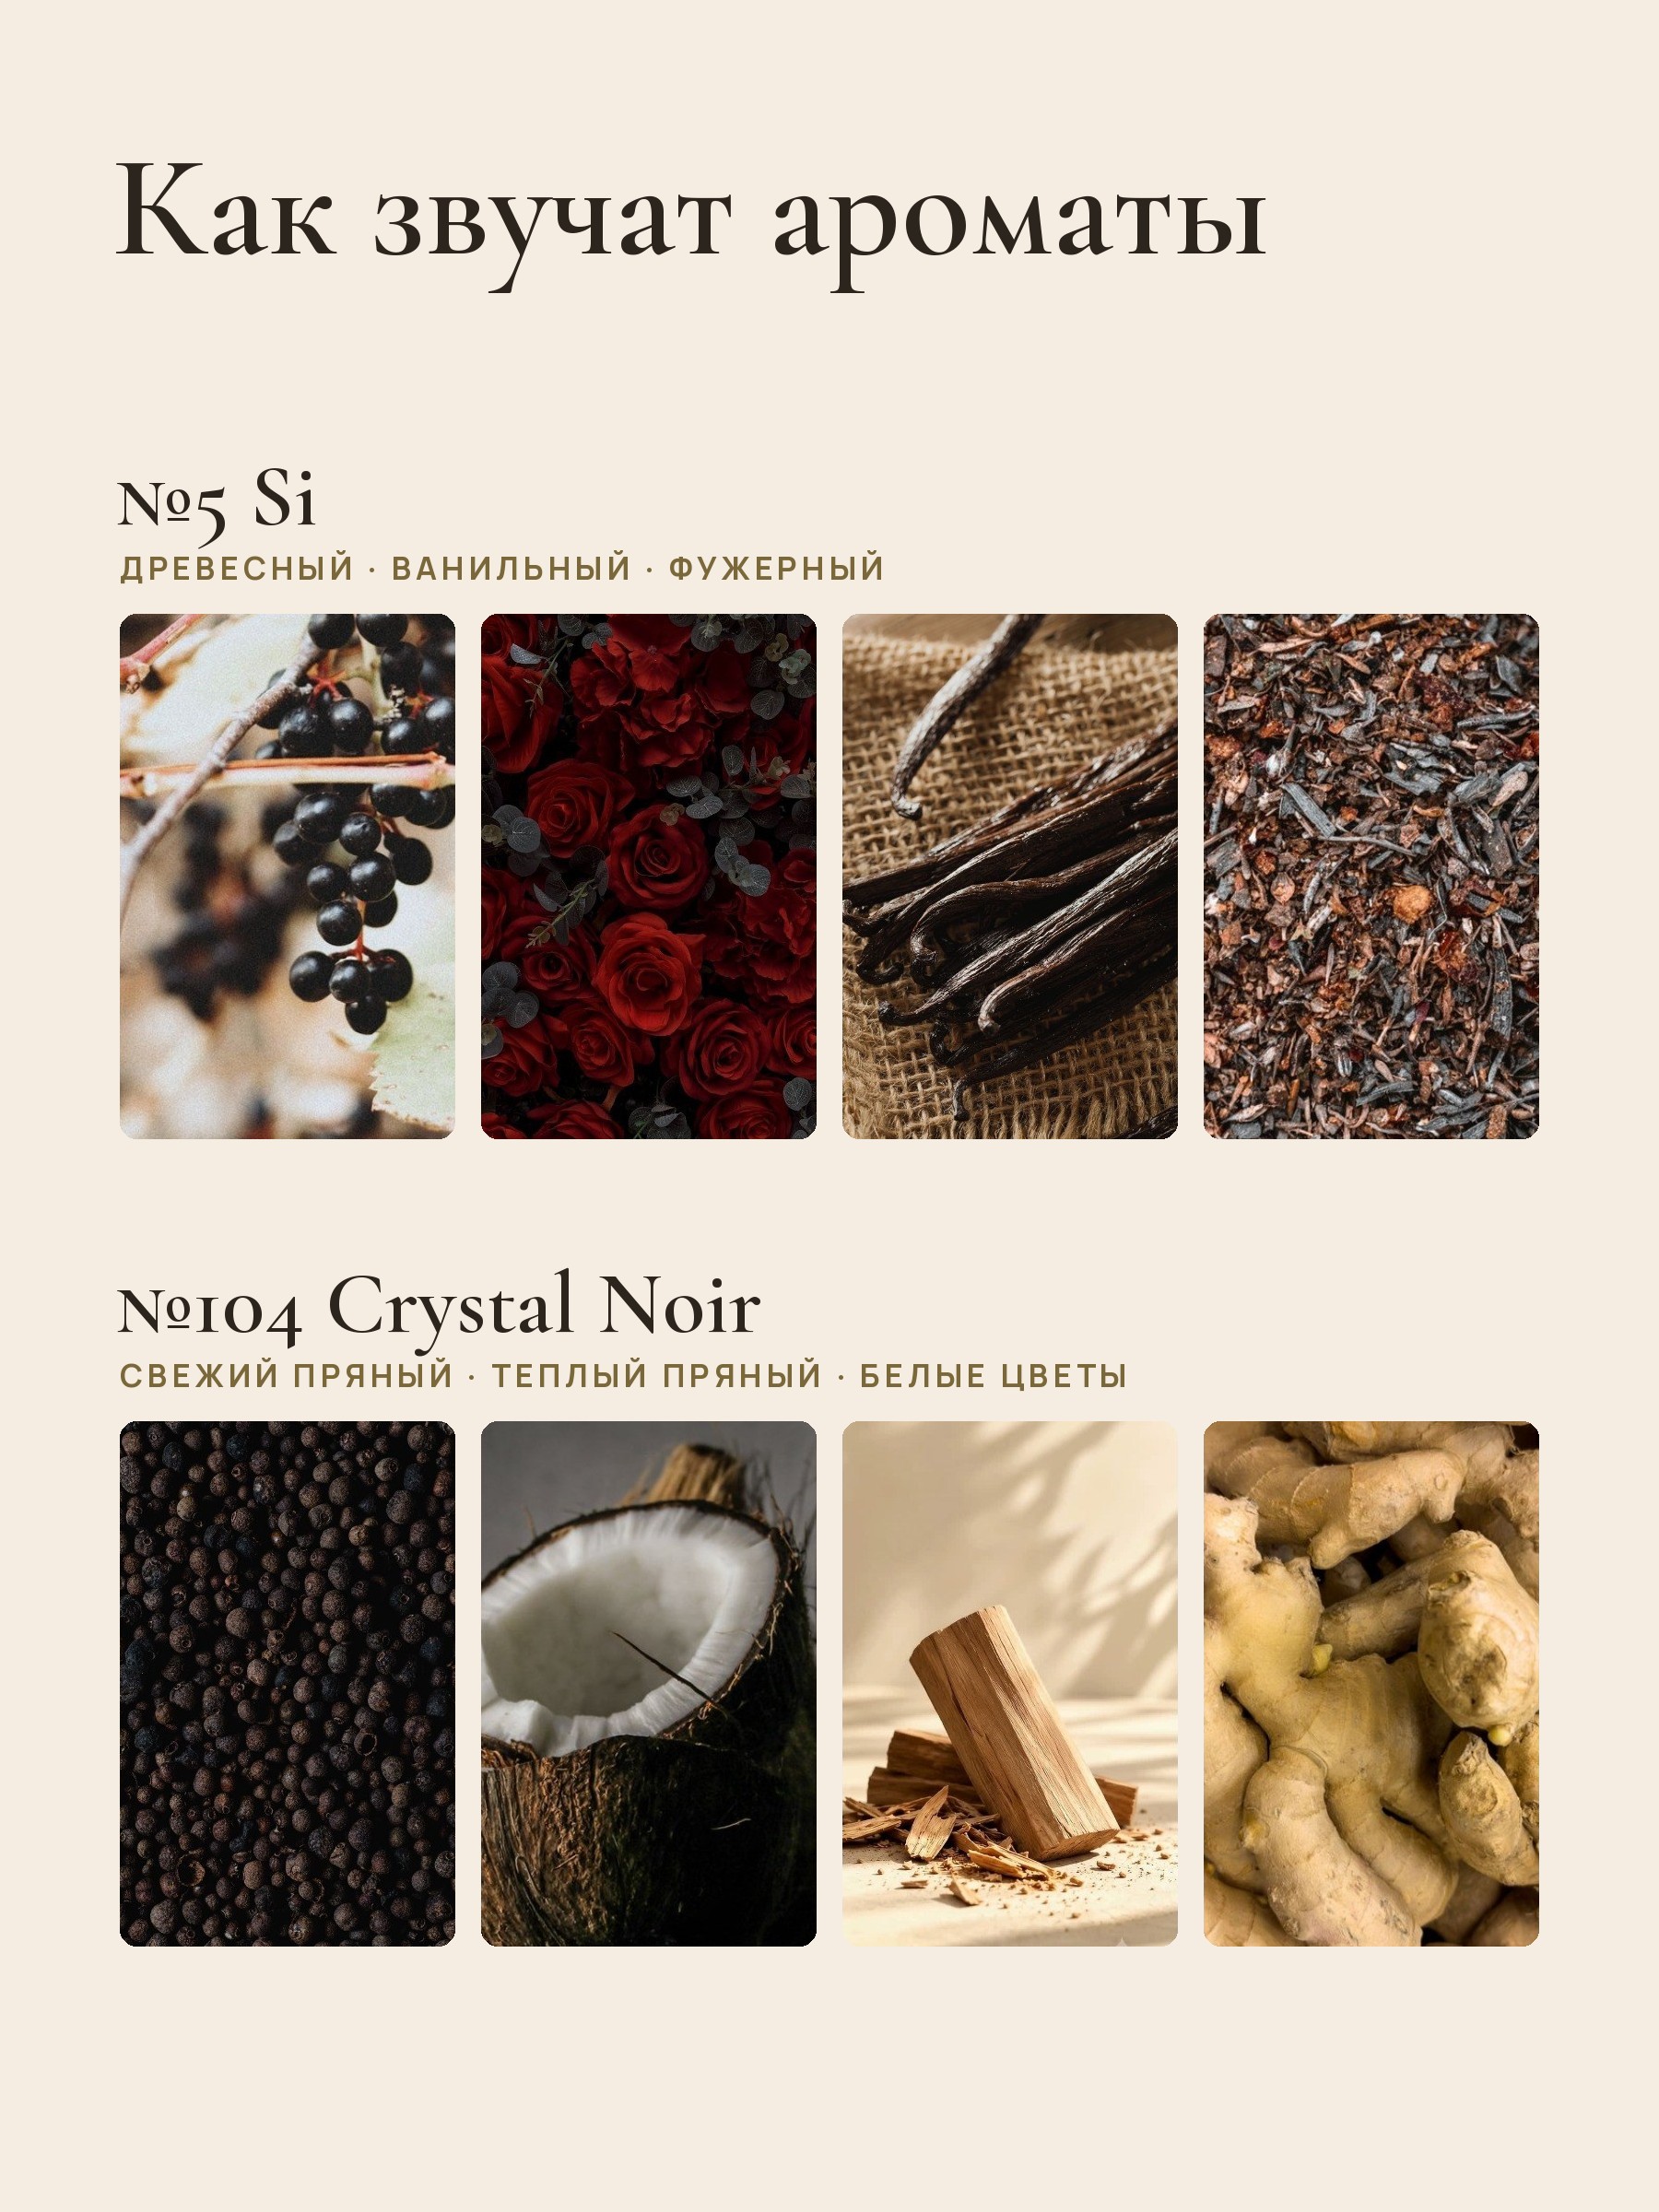 Как звучат ароматы
№5 Si
ДРЕВЕСНЫЙ · ВАНИЛЬНЫЙ · ФУЖЕРНЫЙ
№104 Crystal Noir
СВЕЖИЙ ПРЯНЫЙ · ТЕПЛЫЙ ПРЯНЫЙ · БЕЛЫЕ ЦВЕТЫ